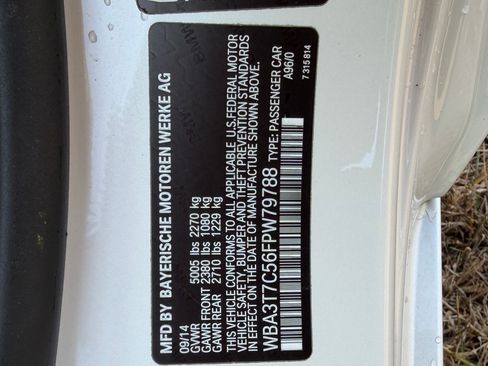 MFD BY BAYERISCHE MOTOREN WERKE AG
09/14
GVWR 5005 lbs 2270 kg
GAWR FRONT 2380 lbs 1080 kg
GAWR REAR 2710 lbs 1229 kg
THIS VEHICLE CONFORMS TO ALL APPLICABLE U.S.FEDERAL MOTOR
VEHICLE SAFETY, BUMPER AND THEFT PREVENTION STANDARDS
IN EFFECT ON THE DATE OF MANUFACTURE SHOWN ABOVE.
WBA3T7C56FPW79788 TYPE: PASSENGER CAR
A96/0
7 315 814
BMW